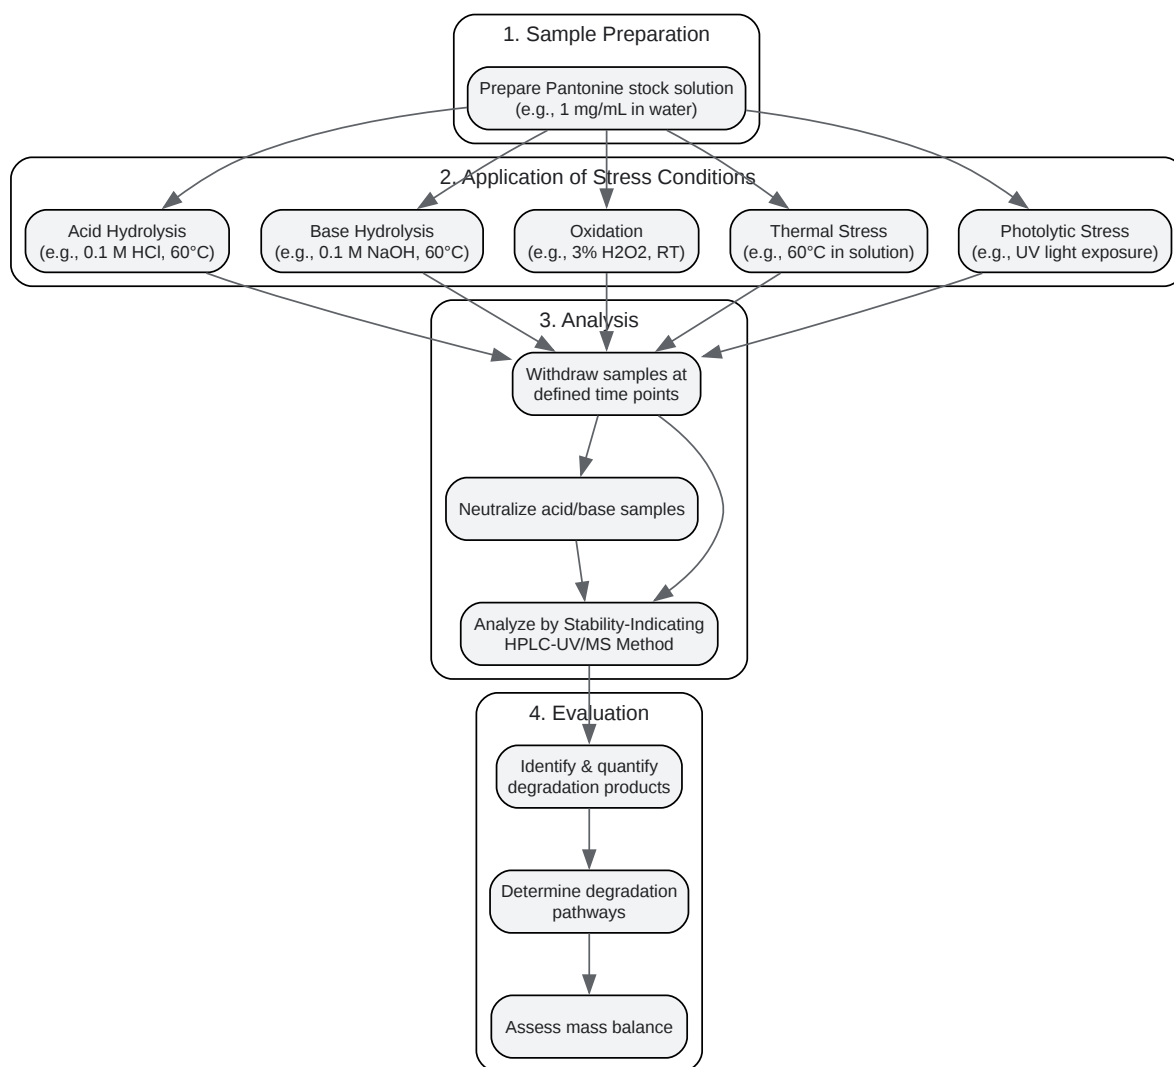 1. Sample Preparation
Prepare Pantonine stock solution
(e.g., 1 mg/mL in water)
2. Application of Stress Conditions
Acid Hydrolysis
(e.g., 0.1 M HCl, 60°C)
Base Hydrolysis
(e.g., 0.1 M NaOH, 60°C)
Oxidation
(e.g., 3% H2O2, RT)
Thermal Stress
(e.g., 60°C in solution)
Photolytic Stress
(e.g., UV light exposure)
3. Analysis
Withdraw samples at
defined time points
Neutralize acid/base samples
Analyze by Stability-Indicating
HPLC-UV/MS Method
4. Evaluation
Identify & quantify
degradation products
Determine degradation
pathways
Assess mass balance